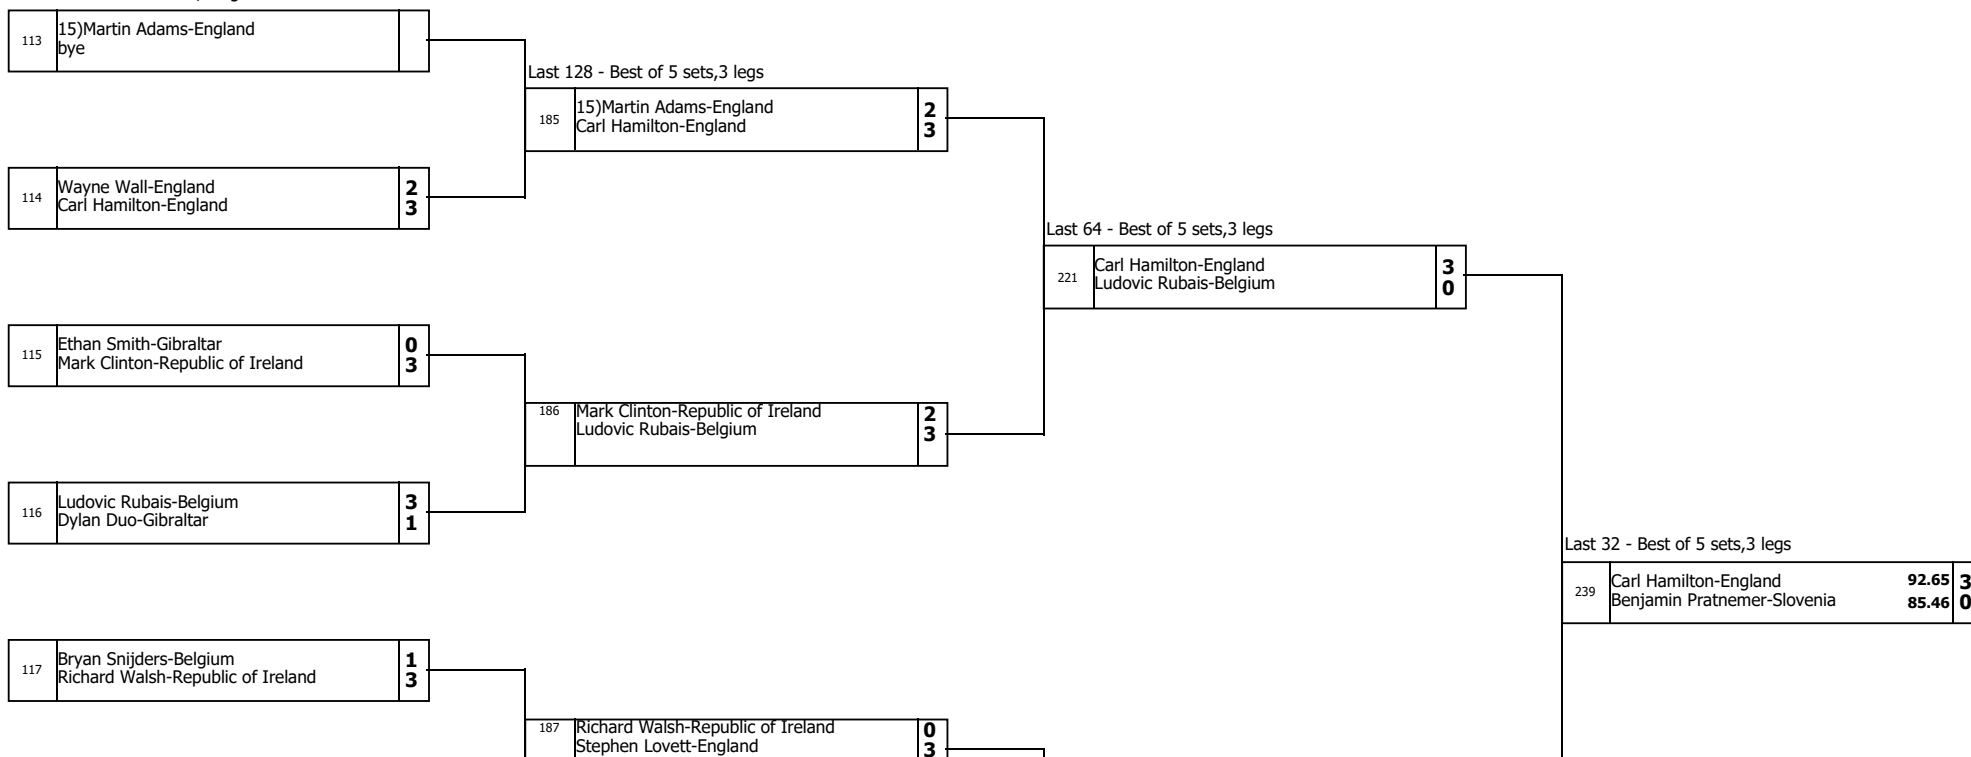 113
15)Martin Adams-England
bye
Last 128 - Best of 5 sets,3 legs
185
15)Martin Adams-England 2
Carl Hamilton-England 3
114
Wayne Wall-England 2
Carl Hamilton-England 3
Last 64 - Best of 5 sets,3 legs
221
Carl Hamilton-England 3
Ludovic Rubais-Belgium 0
115
Ethan Smith-Gibraltar 0
Mark Clinton-Republic of Ireland 3
186
Mark Clinton-Republic of Ireland 2
Ludovic Rubais-Belgium 3
116
Ludovic Rubais-Belgium 3
Dylan Duo-Gibraltar 1
Last 32 - Best of 5 sets,3 legs
239
Carl Hamilton-England 92.65 3
Benjamin Pratnemer-Slovenia 85.46 0
117
Bryan Snijders-Belgium 1
Richard Walsh-Republic of Ireland 3
187
Richard Walsh-Republic of Ireland 0
Stephen Lovett-England 3